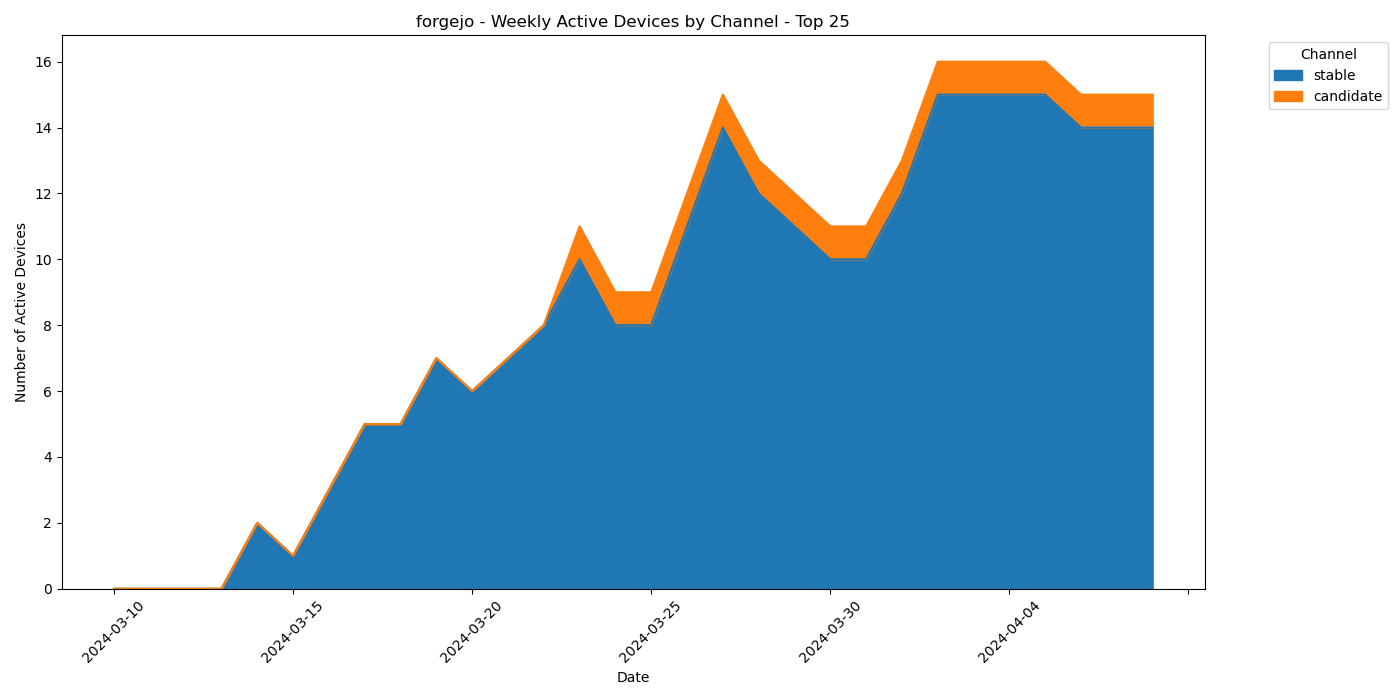 forgejo - Weekly Active Devices by Channel - Top 25
Channel
stable
candidate
Number of Active Devices
16
14
12
10
8
6
4
2
0
2024-03-10
2024-03-15
2024-03-20
2024-03-25
2024-03-30
2024-04-04
Date